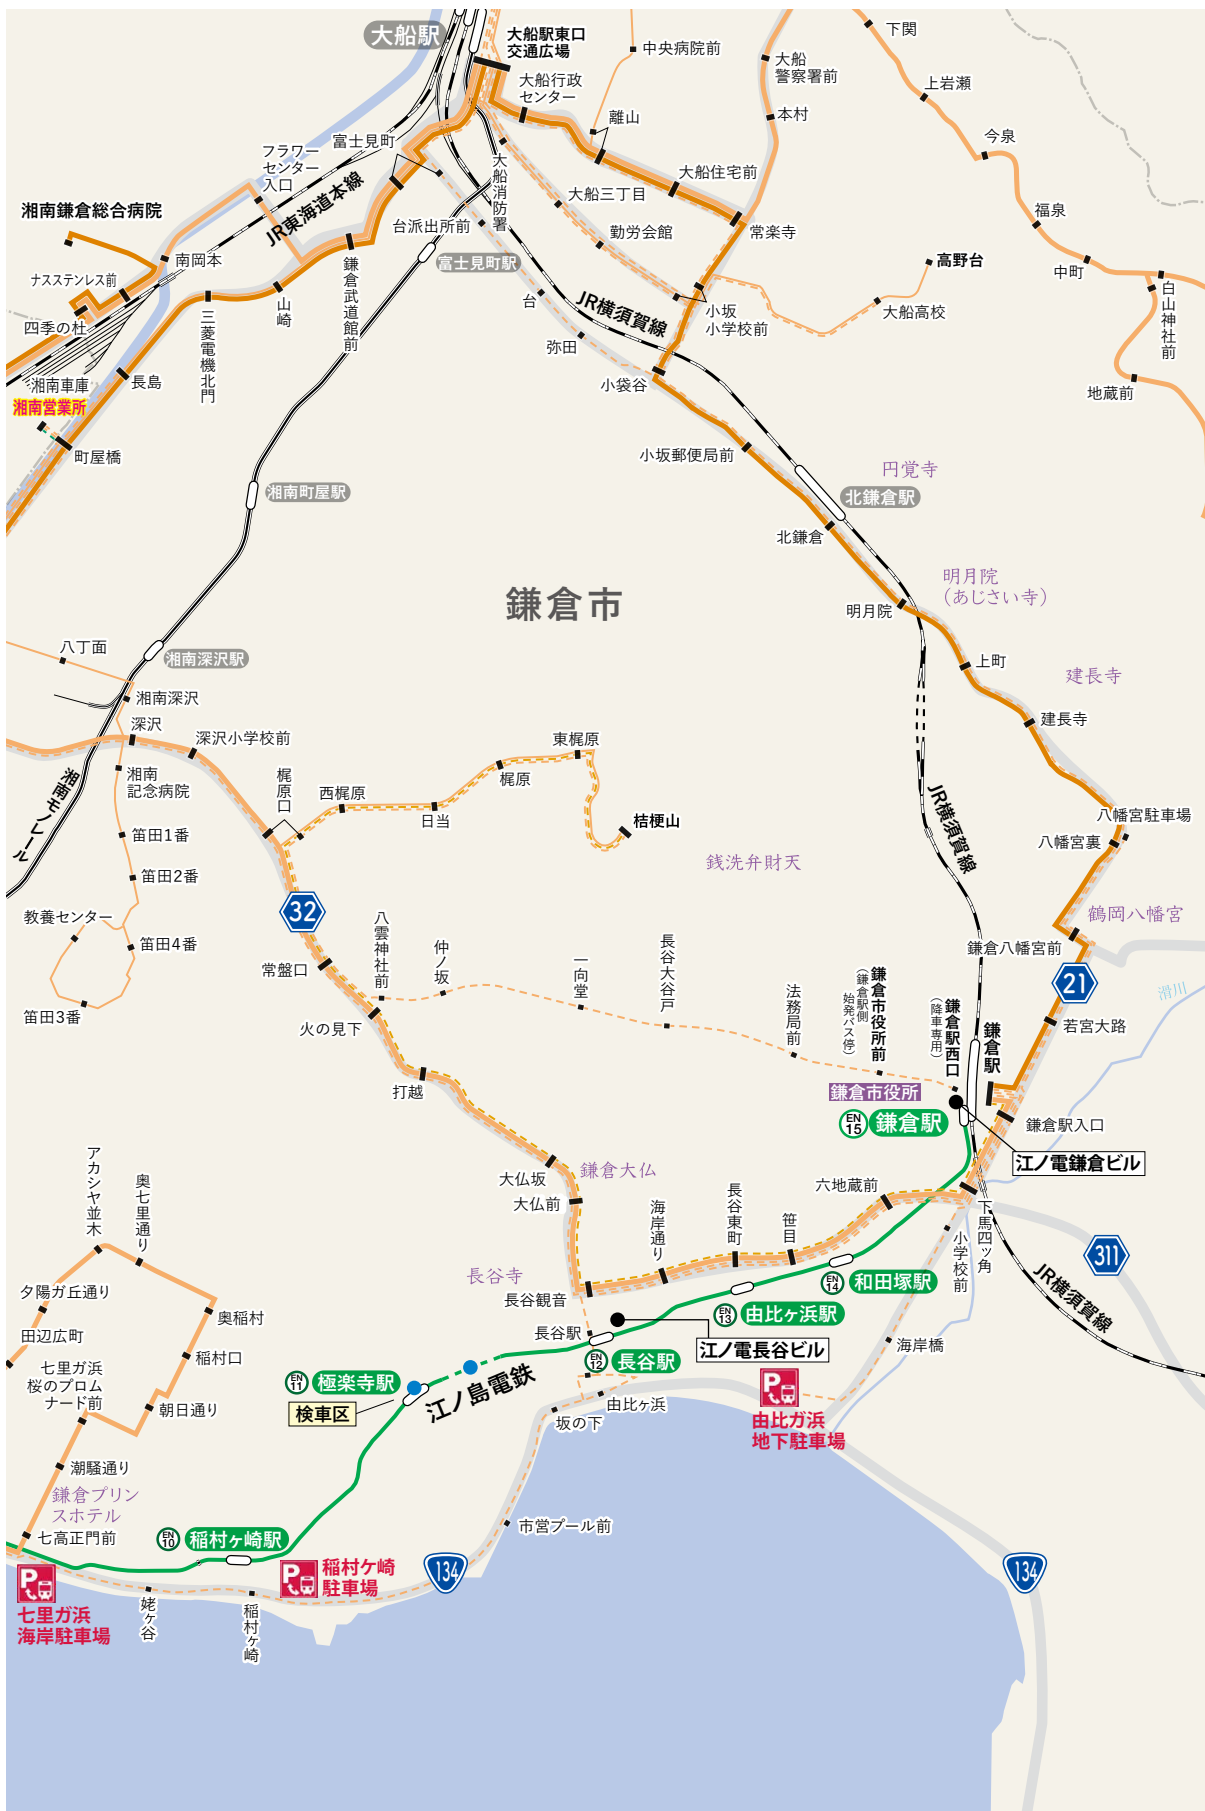 大船駅
大船駅東口
交通広場
中央病院前
下関
大船
警察署前
上岩瀬
大船行政
センター
離山
本村
今泉
富士見町
フラワー
センター
入口
大船消防署
大船住宅前
大船三丁目
湘南鎌倉総合病院
JR東海道本線
台派出所前
勤労会館
常楽寺
福泉
南岡本
ナスステンレス前
鎌倉武道館前
富士見町駅
高野台
中町
白山神社前
台
JR横須賀線
小坂
小学校前
大船高校
四季の杜
三菱電機北門
山崎
弥田
湘南車庫
湘南営業所
長島
小袋谷
地蔵前
町屋橋
小坂郵便局前
円覚寺
湘南町屋駅
北鎌倉駅
北鎌倉
明月院
(あじさい寺)
鎌倉市
明月院
八丁面
湘南深沢駅
上町
建長寺
湘南深沢
建長寺
深沢
深沢小学校前
東梶原
湘南
記念病院
梶原口
梶原
西梶原
湘南モノレール
JR横須賀線
日当
桔梗山
八幡宮駐車場
笛田1番
八幡宮裏
銭洗弁財天
笛田2番
32
鶴岡八幡宮
教養センター
笛田4番
八雲神社前
仲ノ坂
長谷大谷戸
一向堂
鎌倉八幡宮前
常盤口
21
法務局前
鎌倉市役所前
(鎌倉駅側
始発バス停)
鎌倉駅西口
(降車専用)
滑川
笛田3番
火の見下
鎌倉駅
若宮大路
打越
鎌倉市役所
EN
15
鎌倉駅
鎌倉駅入口
江ノ電鎌倉ビル
アカシヤ並木
奥七里通り
大仏坂
鎌倉大仏
大仏前
海岸通り
長谷東町
笹目
六地蔵前
下馬四ッ角
小学校前
311
長谷寺
夕陽ガ丘通り
長谷観音
EN
14
和田塚駅
JR横須賀線
奥稲村
田辺広町
長谷駅
EN
13
由比ヶ浜駅
海岸橋
稲村口
江ノ電長谷ビル
七里ガ浜
桜のプロム
ナード前
EN
12
長谷駅
EN
11
極楽寺駅
検車区
江ノ島電鉄
朝日通り
由比ヶ浜
坂の下
P
由比ガ浜
地下駐車場
潮騒通り
鎌倉プリン
スホテル
七高正門前
EN
10
稲村ヶ崎駅
市営プール前
P
稲村ケ崎
駐車場
134
134
P
七里ガ浜
海岸駐車場
姥ヶ谷
稲村ヶ崎